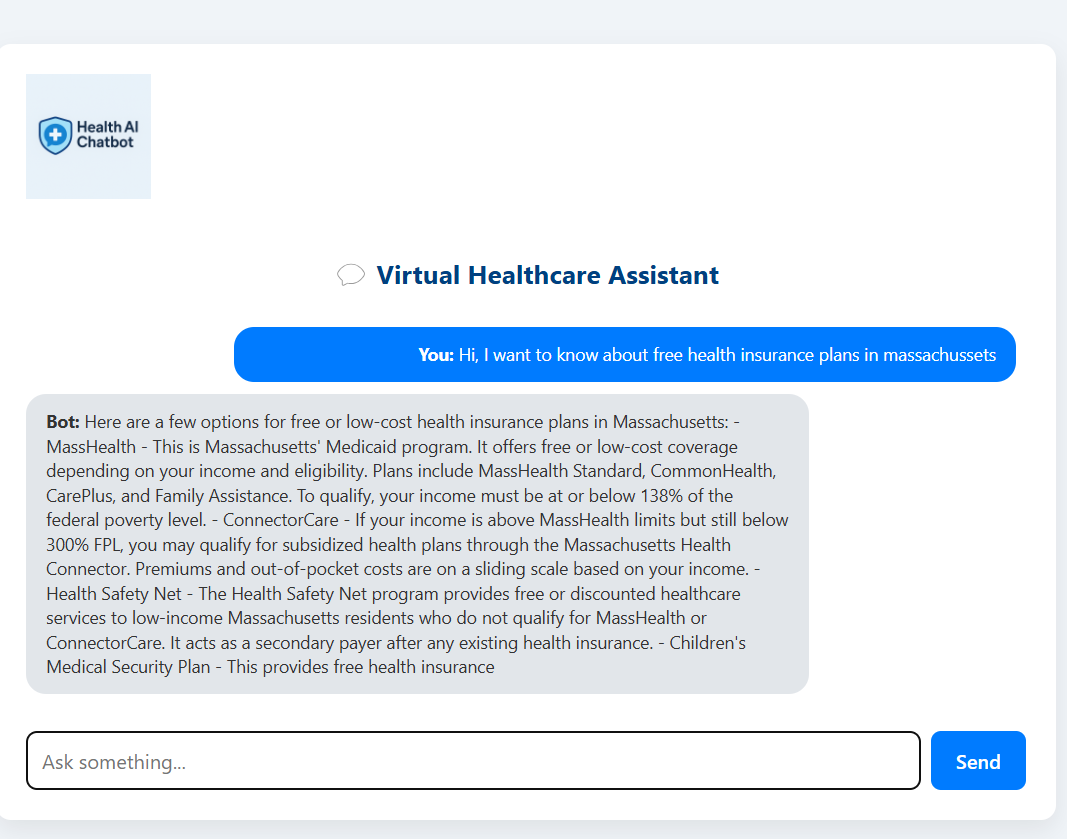 Health AI
Chatbot
Virtual Healthcare Assistant
You: Hi, I want to know about free health insurance plans in massachussets
Bot: Here are a few options for free or low-cost health insurance plans in Massachusetts: -
MassHealth - This is Massachusetts' Medicaid program. It offers free or low-cost coverage
depending on your income and eligibility. Plans include MassHealth Standard, CommonHealth,
CarePlus, and Family Assistance. To qualify, your income must be at or below 138% of the
federal poverty level. - ConnectorCare - If your income is above MassHealth limits but still below
300% FPL, you may qualify for subsidized health plans through the Massachusetts Health
Connector. Premiums and out-of-pocket costs are on a sliding scale based on your income. -
Health Safety Net - The Health Safety Net program provides free or discounted healthcare
services to low-income Massachusetts residents who do not qualify for MassHealth or
ConnectorCare. It acts as a secondary payer after any existing health insurance. - Children's
Medical Security Plan - This provides free health insurance
Ask something...
Send